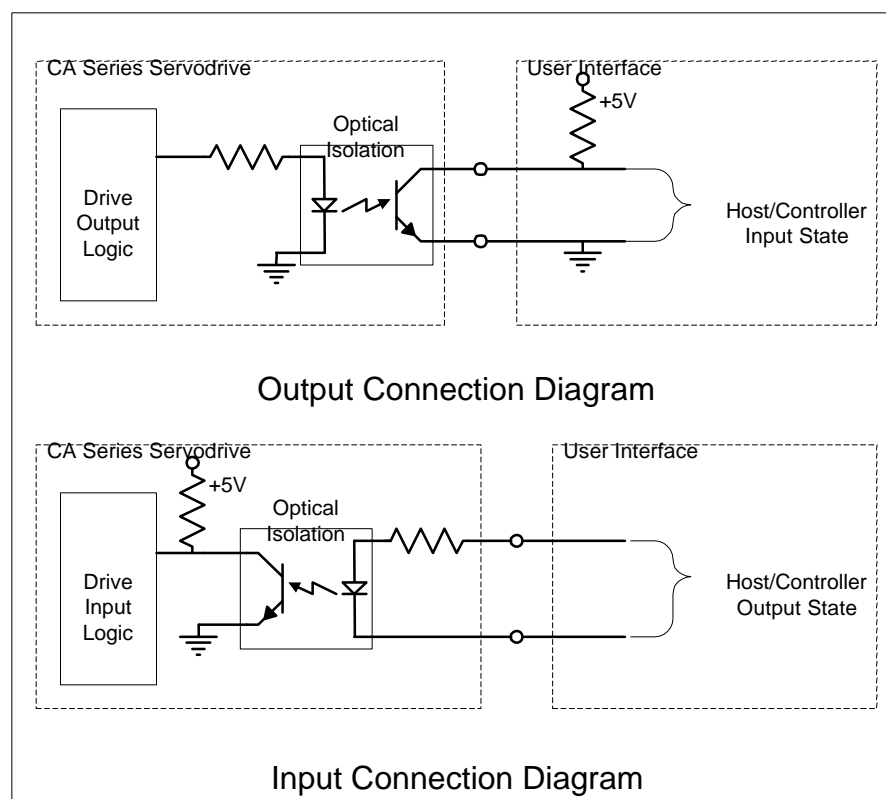 CA Series Servodrive
User Interface
+5V
Optical
Isolation
Drive
Output
Logic
Host/Controller
Input State
Output Connection Diagram
CA Series Servodrive
User Interface
+5V
Optical
Isolation
Drive
Input
Logic
Host/Controller
Output State
Input Connection Diagram